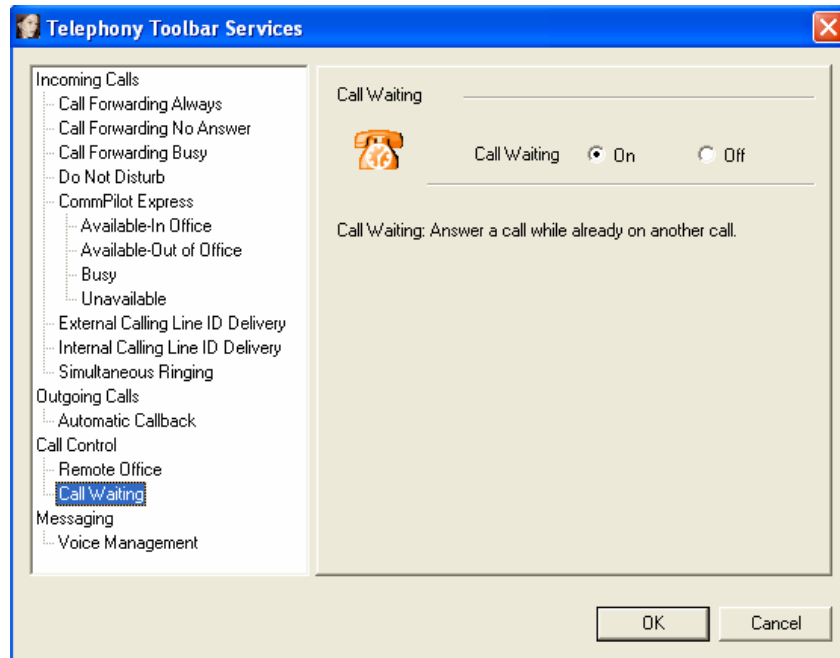 Telephony Toolbar Services
Incoming Calls
Call Forwarding Always
Call Forwarding No Answer
Call Forwarding Busy
Do Not Disturb
CommPilot Express
Available-In Office
Available-Out of Office
Busy
Unavailable
External Calling Line ID Delivery
Internal Calling Line ID Delivery
Simultaneous Ringing
Outgoing Calls
Automatic Callback
Call Control
Remote Office
Call Waiting
Messaging
Voice Management
Call Waiting
Call Waiting On Off
Call Waiting: Answer a call while already on another call.
OK Cancel